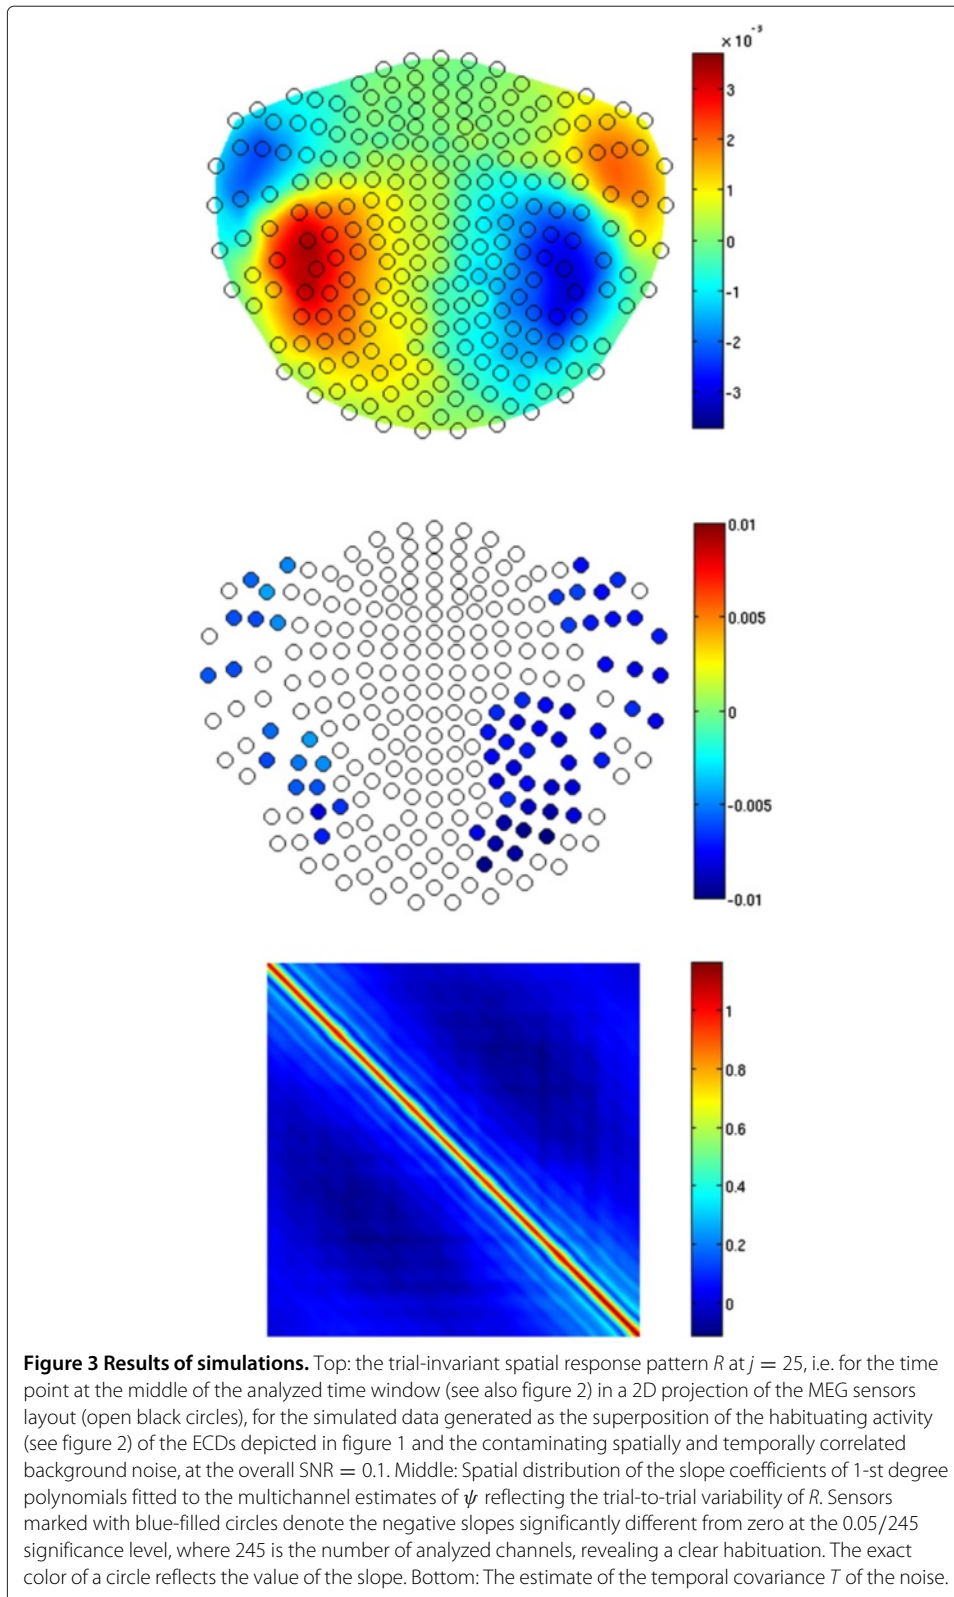 ×10⁻³
3
2
1
0
-1
-2
-3
0.01
0.005
0
-0.005
-0.01
1
0.8
0.6
0.4
0.2
0
Figure 3 Results of simulations. Top: the trial-invariant spatial response pattern R at j = 25, i.e. for the time
point at the middle of the analyzed time window (see also figure 2) in a 2D projection of the MEG sensors
layout (open black circles), for the simulated data generated as the superposition of the habituating activity
(see figure 2) of the ECDs depicted in figure 1 and the contaminating spatially and temporally correlated
background noise, at the overall SNR = 0.1. Middle: Spatial distribution of the slope coefficients of 1-st degree
polynomials fitted to the multichannel estimates of ψ reflecting the trial-to-trial variability of R. Sensors
marked with blue-filled circles denote the negative slopes significantly different from zero at the 0.05/245
significance level, where 245 is the number of analyzed channels, revealing a clear habituation. The exact
color of a circle reflects the value of the slope. Bottom: The estimate of the temporal covariance T of the noise.